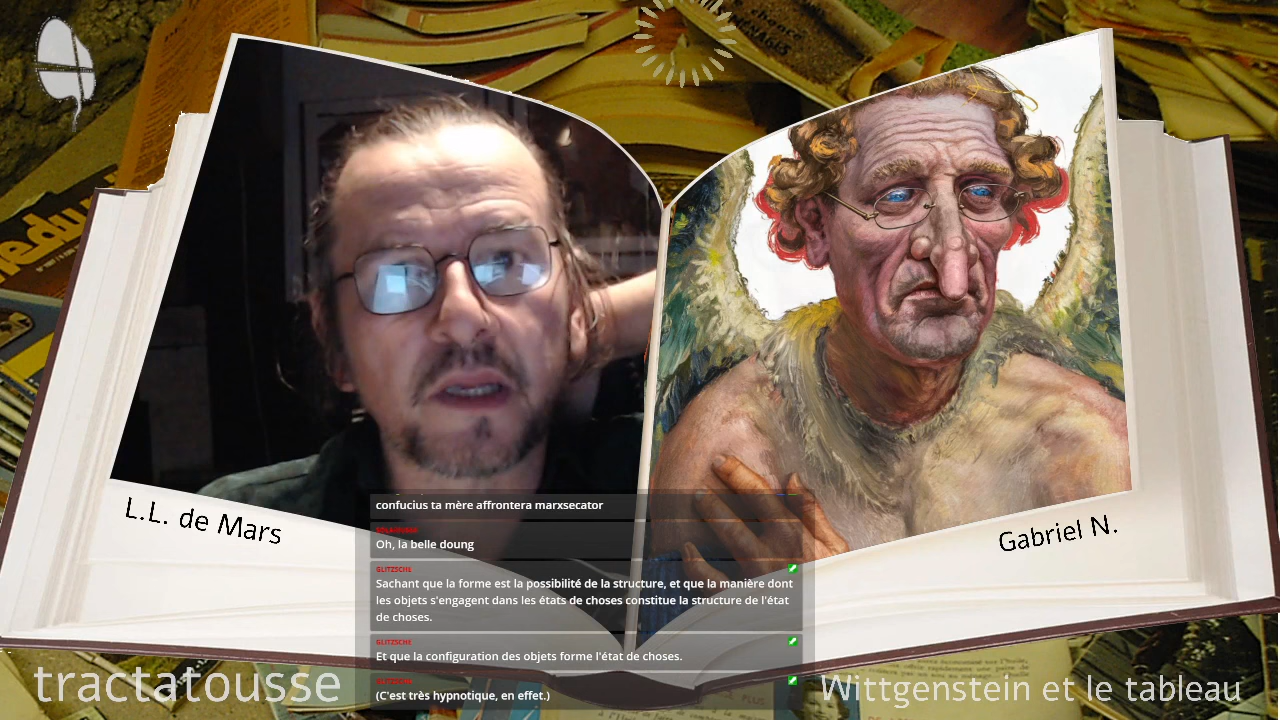 chance
NAGES
L.L. de Mars
Gabriel N.
confucius ta mère affrontera marxsecator
Oh, la belle doung
GLITZSCHE
Sachant que la forme est la possibilité de la structure, et que la manière dont
les objets s'engagent dans les états de choses constitue la structure de l'état
de choses.
GLITZSCHE
Et que la configuration des objets forme l'état de choses.
GLITZSCHE
(C'est très hypnotique, en effet.)
tractatousse
Wittgenstein et le tableau